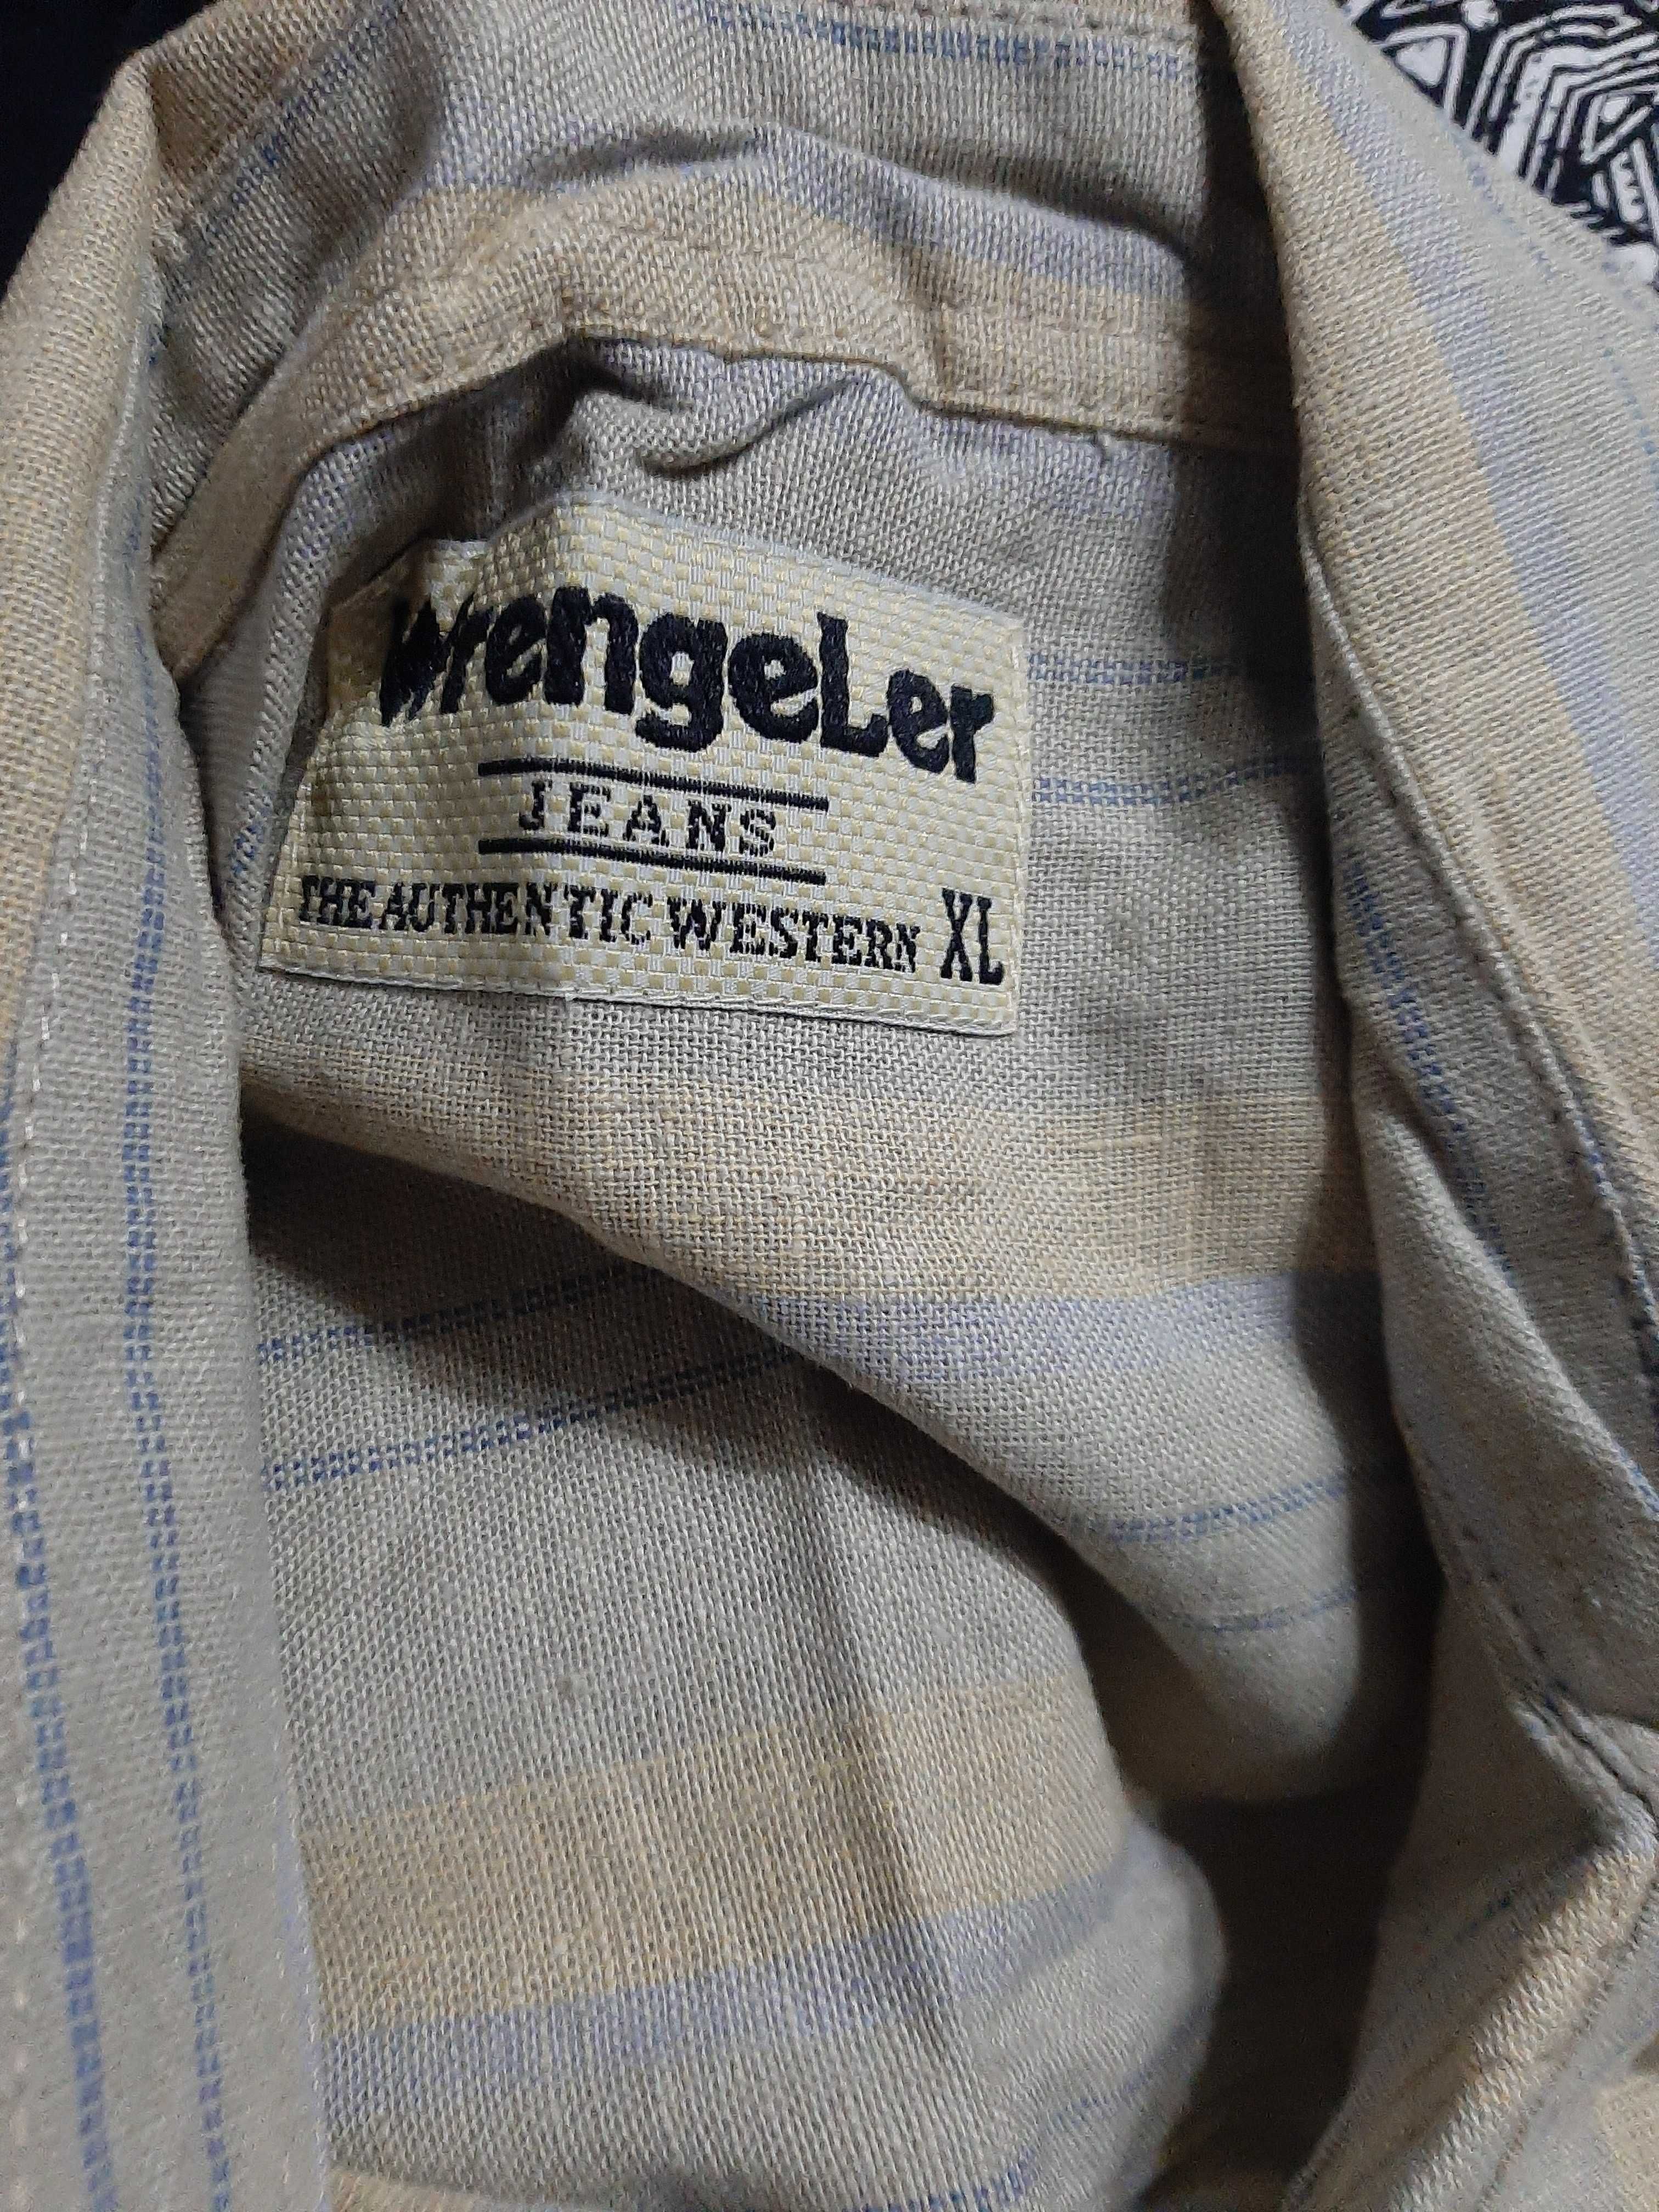 WrengeLer
JEANS
THE AUTHENTIC WESTERN XL